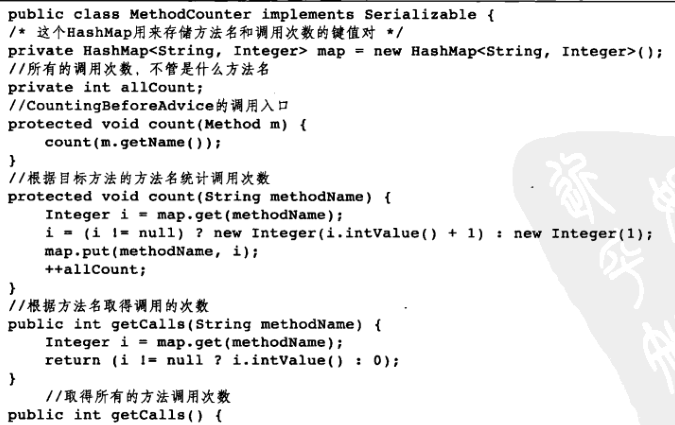 public class MethodCounter implements Serializable {
/* 这个HashMap用来存储方法名和调用次数的键值对 */
private HashMap<String, Integer> map = new HashMap<String, Integer>();
//所有的调用次数，不管是什么方法名
private int allCount;
//CountingBeforeAdvice的调用入口
protected void count(Method m) {
    count(m.getName());
}
//根据目标方法的方法名统计调用次数
protected void count(String methodName) {
    Integer i = map.get(methodName);
    i = (i != null) ? new Integer(i.intValue() + 1) : new Integer(1);
    map.put(methodName, i);
    ++allCount;
}
//根据方法名取得调用的次数
public int getCalls(String methodName) {
    Integer i = map.get(methodName);
    return (i != null ? i.intValue() : 0);
}
    //取得所有的方法调用次数
public int getCalls() {